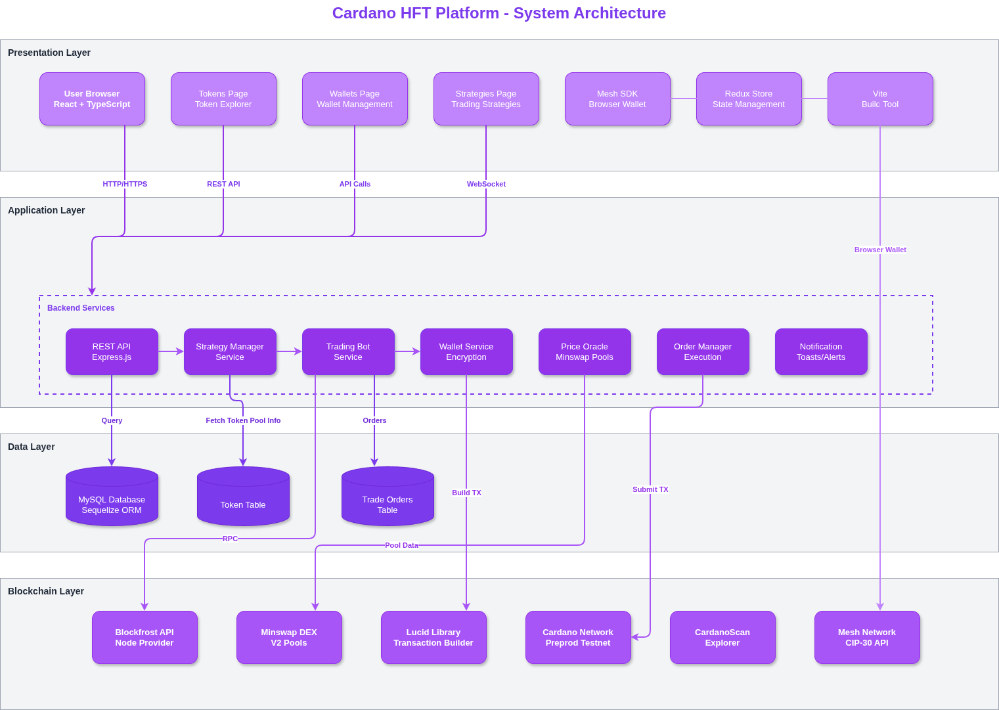 Cardano HFT Platform - System Architecture
Presentation Layer
User Browser
React + TypeScript
Tokens Page
Token Explorer
Wallets Page
Wallet Management
Strategies Page
Trading Strategies
Mesh SDK
Browser Wallet
Redux Store
State Management
Vite
Build Tool
HTTP/HTTPS
REST API
API Calls
WebSocket
Application Layer
Browser Wallet
Backend Services
REST API
Express.js
Strategy Manager
Service
Trading Bot
Service
Wallet Service
Encryption
Price Oracle
Minswap Pools
Order Manager
Execution
Notification
Toasts/Alerts
Query
Fetch Token Pool Info
Orders
Data Layer
MySQL Database
Sequelize ORM
Token Table
Trade Orders
Table
Build TX
Submit TX
RPC
Pool Data
Blockchain Layer
Blockfrost API
Node Provider
Minswap DEX
V2 Pools
Lucid Library
Transaction Builder
Cardano Network
Preprod Testnet
CardanoScan
Explorer
Mesh Network
CIP-30 API